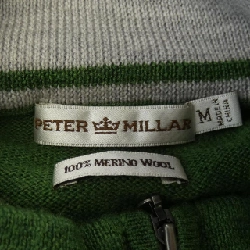 PETER MILLAR
M
MADE IN
CHINA
100% MERINO WOOL